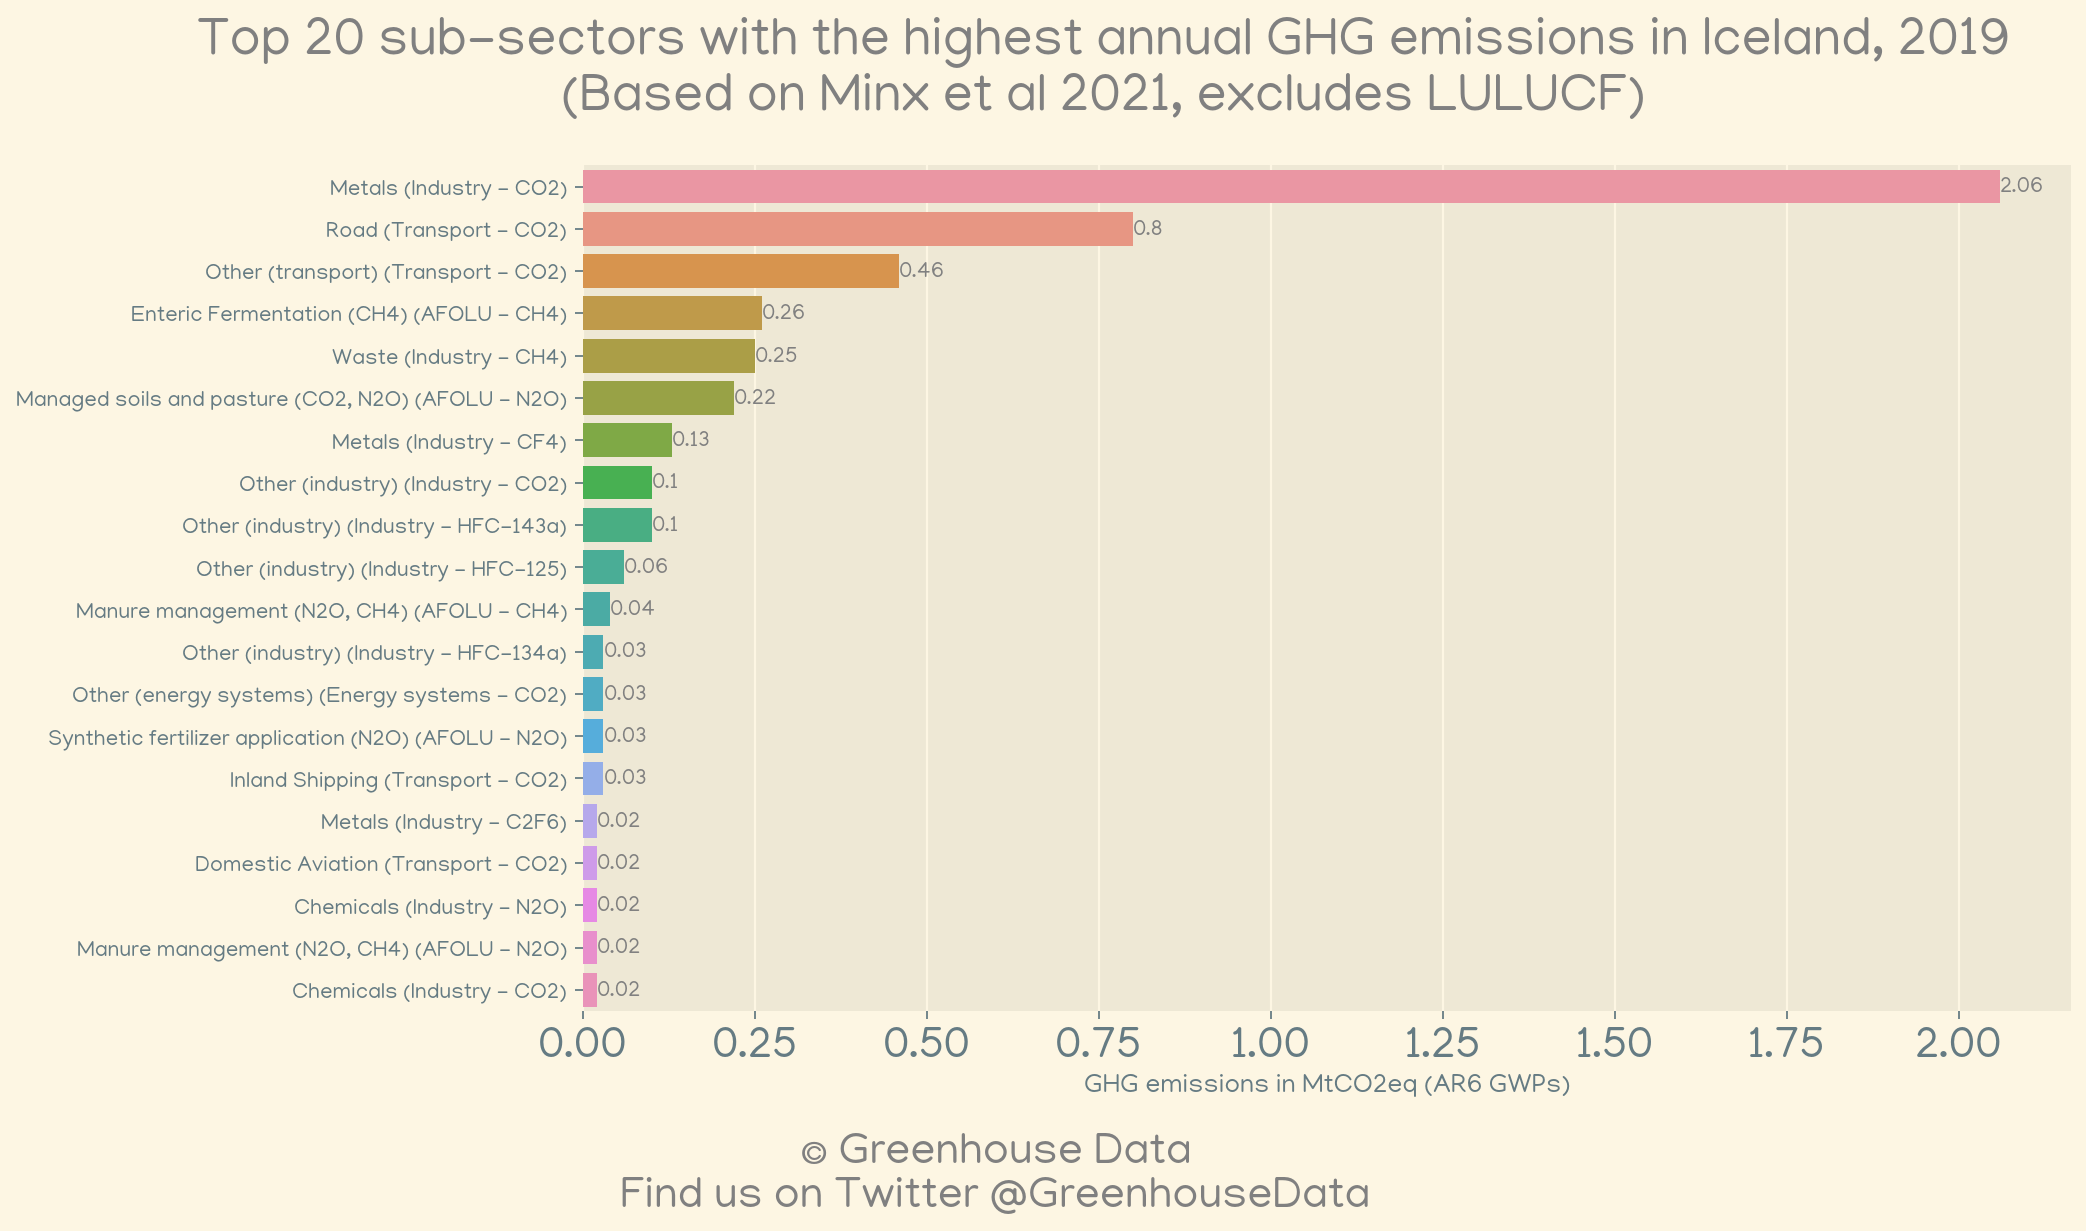 Top 20 sub-sectors with the highest annual GHG emissions in Iceland, 2019
(Based on Minx et al 2021, excludes LULUCF)
Metals (Industry - CO2) 2.06
Road (Transport - CO2) 0.8
Other (transport) (Transport - CO2) 0.46
Enteric Fermentation (CH4) (AFOLU - CH4) 0.26
Waste (Industry - CH4) 0.25
Managed soils and pasture (CO2, N2O) (AFOLU - N2O) 0.22
Metals (Industry - CF4) 0.13
Other (industry) (Industry - CO2) 0.1
Other (industry) (Industry - HFC-143a) 0.1
Other (industry) (Industry - HFC-125) 0.06
Manure management (N2O, CH4) (AFOLU - CH4) 0.04
Other (industry) (Industry - HFC-134a) 0.03
Other (energy systems) (Energy systems - CO2) 0.03
Synthetic fertilizer application (N2O) (AFOLU - N2O) 0.03
Inland Shipping (Transport - CO2) 0.03
Metals (Industry - C2F6) 0.02
Domestic Aviation (Transport - CO2) 0.02
Chemicals (Industry - N2O) 0.02
Manure management (N2O, CH4) (AFOLU - N2O) 0.02
Chemicals (Industry - CO2) 0.02
0.00 0.25 0.50 0.75 1.00 1.25 1.50 1.75 2.00
GHG emissions in MtCO2eq (AR6 GWPs)
© Greenhouse Data
Find us on Twitter @GreenhouseData